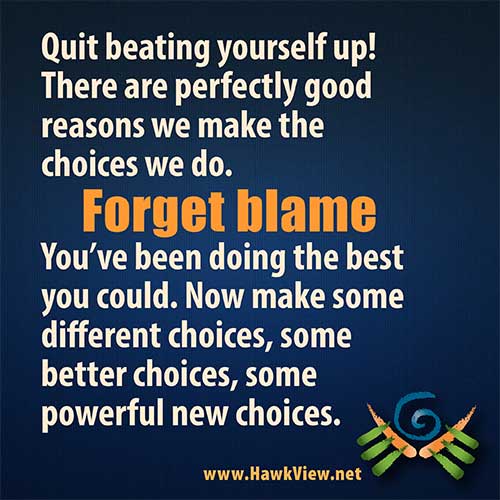 Quit beating yourself up!
There are perfectly good
reasons we make the
choices we do.
Forget blame
You’ve been doing the best
you could. Now make some
different choices, some
better choices, some
powerful new choices.
www.HawkView.net